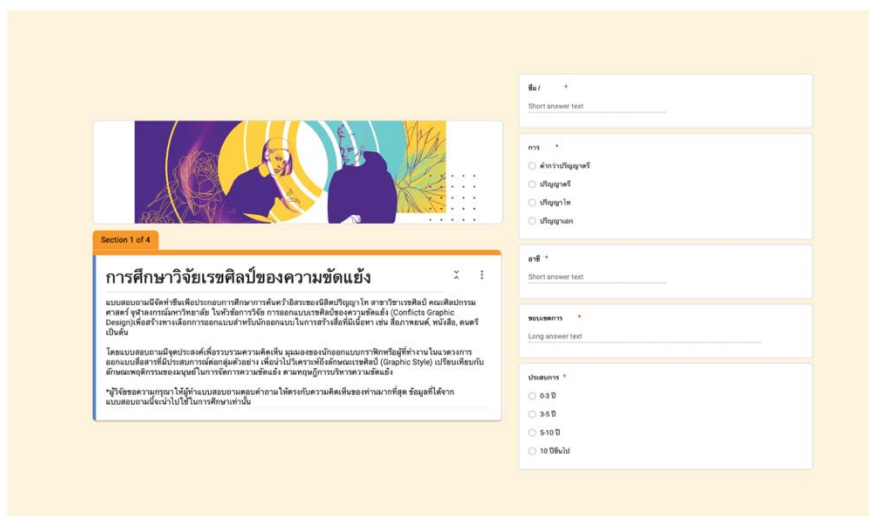 Section 1 of 4
การศึกษาวิจัยเรขศิลป์ของความขัดแย้ง
แบบสอบถามนี้จัดทำขึ้นเพื่อประกอบการศึกษาการค้นคว้าอิสระของนิสิตปริญญาโท สาขาวิชาเรขศิลป์ คณะศิลปกรรม
ศาสตร์ จุฬาลงกรณ์มหาวิทยาลัย ในหัวข้อการวิจัย การออกแบบเรขศิลป์ของความขัดแย้ง (Conflicts Graphic
Design)เพื่อสร้างทางเลือกการออกแบบสำหรับนักออกแบบในการสร้างสื่อที่มีเนื้อหา เช่น สื่อภาพยนต์, หนังสือ, ดนตรี
เป็นต้น
โดยแบบสอบถามมีจุดประสงค์เพื่อรวบรวมความคิดเห็น มุมมองของนักออกแบบกราฟิกหรือผู้ที่ทำงานในแวดวงการ
ออกแบบสื่อสารที่มีประสบการณ์ต่อกลุ่มตัวอย่าง เพื่อนำไปวิเคราะห์ถึงลักษณะเรขศิลป์ (Graphic Style) เปรียบเทียบกับ
ลักษณะพฤติกรรมของมนุษย์ในการจัดการความขัดแย้ง ตามทฤษฎีการบริหารความขัดแย้ง
*ผู้วิจัยขอความกรุณาให้ผู้ทำแบบสอบถามตอบคำถามให้ตรงกับความคิดเห็นของท่านมากที่สุด ข้อมูลที่ได้จาก
แบบสอบถามนี้จะนำไปใช้ในการศึกษาเท่านั้น
ชื่อ / *
Short answer text
การ *
ต่ำกว่าปริญญาตรี
ปริญญาตรี
ปริญญาโท
ปริญญาเอก
อาชี *
Short answer text
ขอบเขตการ *
Long answer text
ประสบการ *
0-3 ปี
3-5 ปี
5-10 ปี
10 ปีขึ้นไป